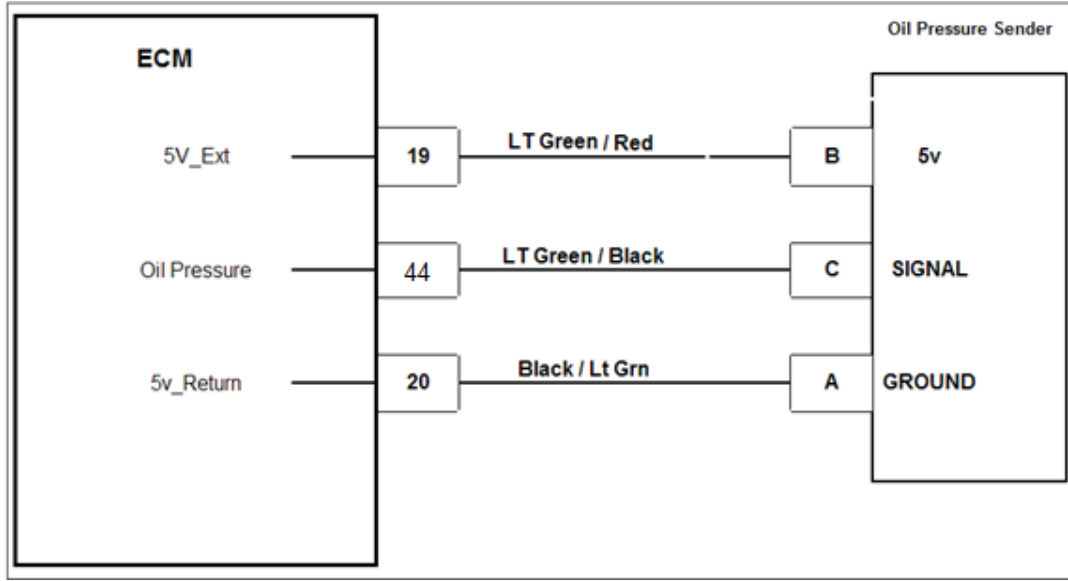 Oil Pressure Sender
ECM
5V_Ext
19
LT Green / Red
B
5v
Oil Pressure
44
LT Green / Black
C
SIGNAL
5v_Return
20
Black / Lt Grn
A
GROUND